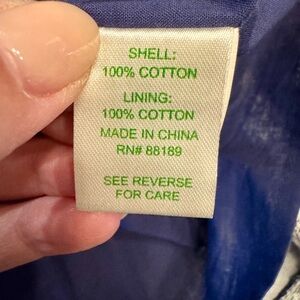 SHELL:
100% COTTON
LINING:
100% COTTON
MADE IN CHINA
RN# 88189
SEE REVERSE
FOR CARE